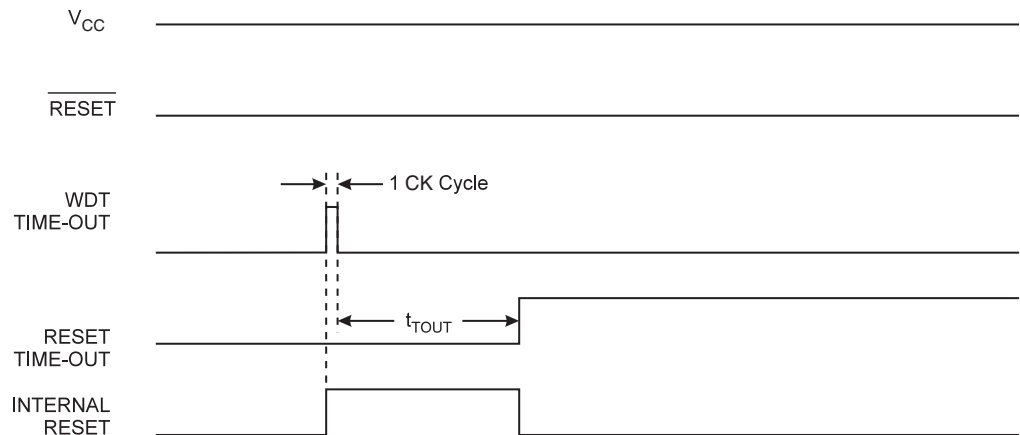 VCC
RESET
1 CK Cycle
WDT
TIME-OUT
tTOUT
RESET
TIME-OUT
INTERNAL
RESET